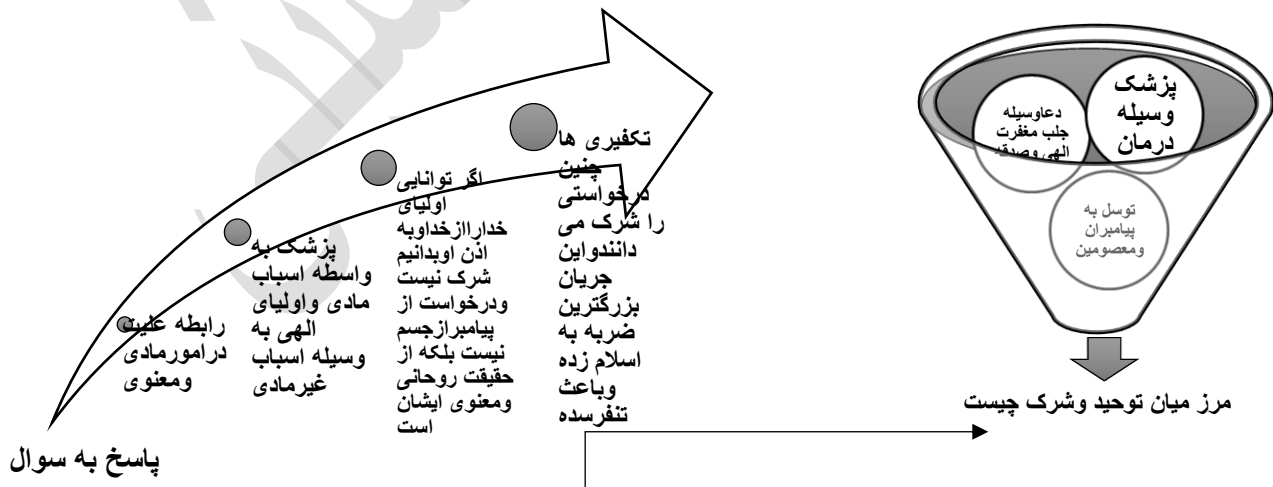 پزشک
وسیله
درمان
دعاوسیله
جلب مغفرت
الهی وصدقه
توسل به
پیامبران
ومعصومین
مرز میان توحید وشرک چیست
پاسخ به سوال
رابطه علیت
درامورمادی
ومعنوی
پزشک به
واسطه اسباب
مادی واولیای
الهی به
وسیله اسباب
غیرمادی
اگر توانایی
اولیای
خداراازخداوبه
اذن اوبدانیم
شرک نیست
ودرخواست از
پیامبرازجسم
نیست بلکه از
حقیقت روحانی
ومعنوی ایشان
است
تکفیری ها
چنین
درخواستی
را شرک می
دانندواین
جریان
بزرگترین
ضربه به
اسلام زده
وباعث
تنفرسده